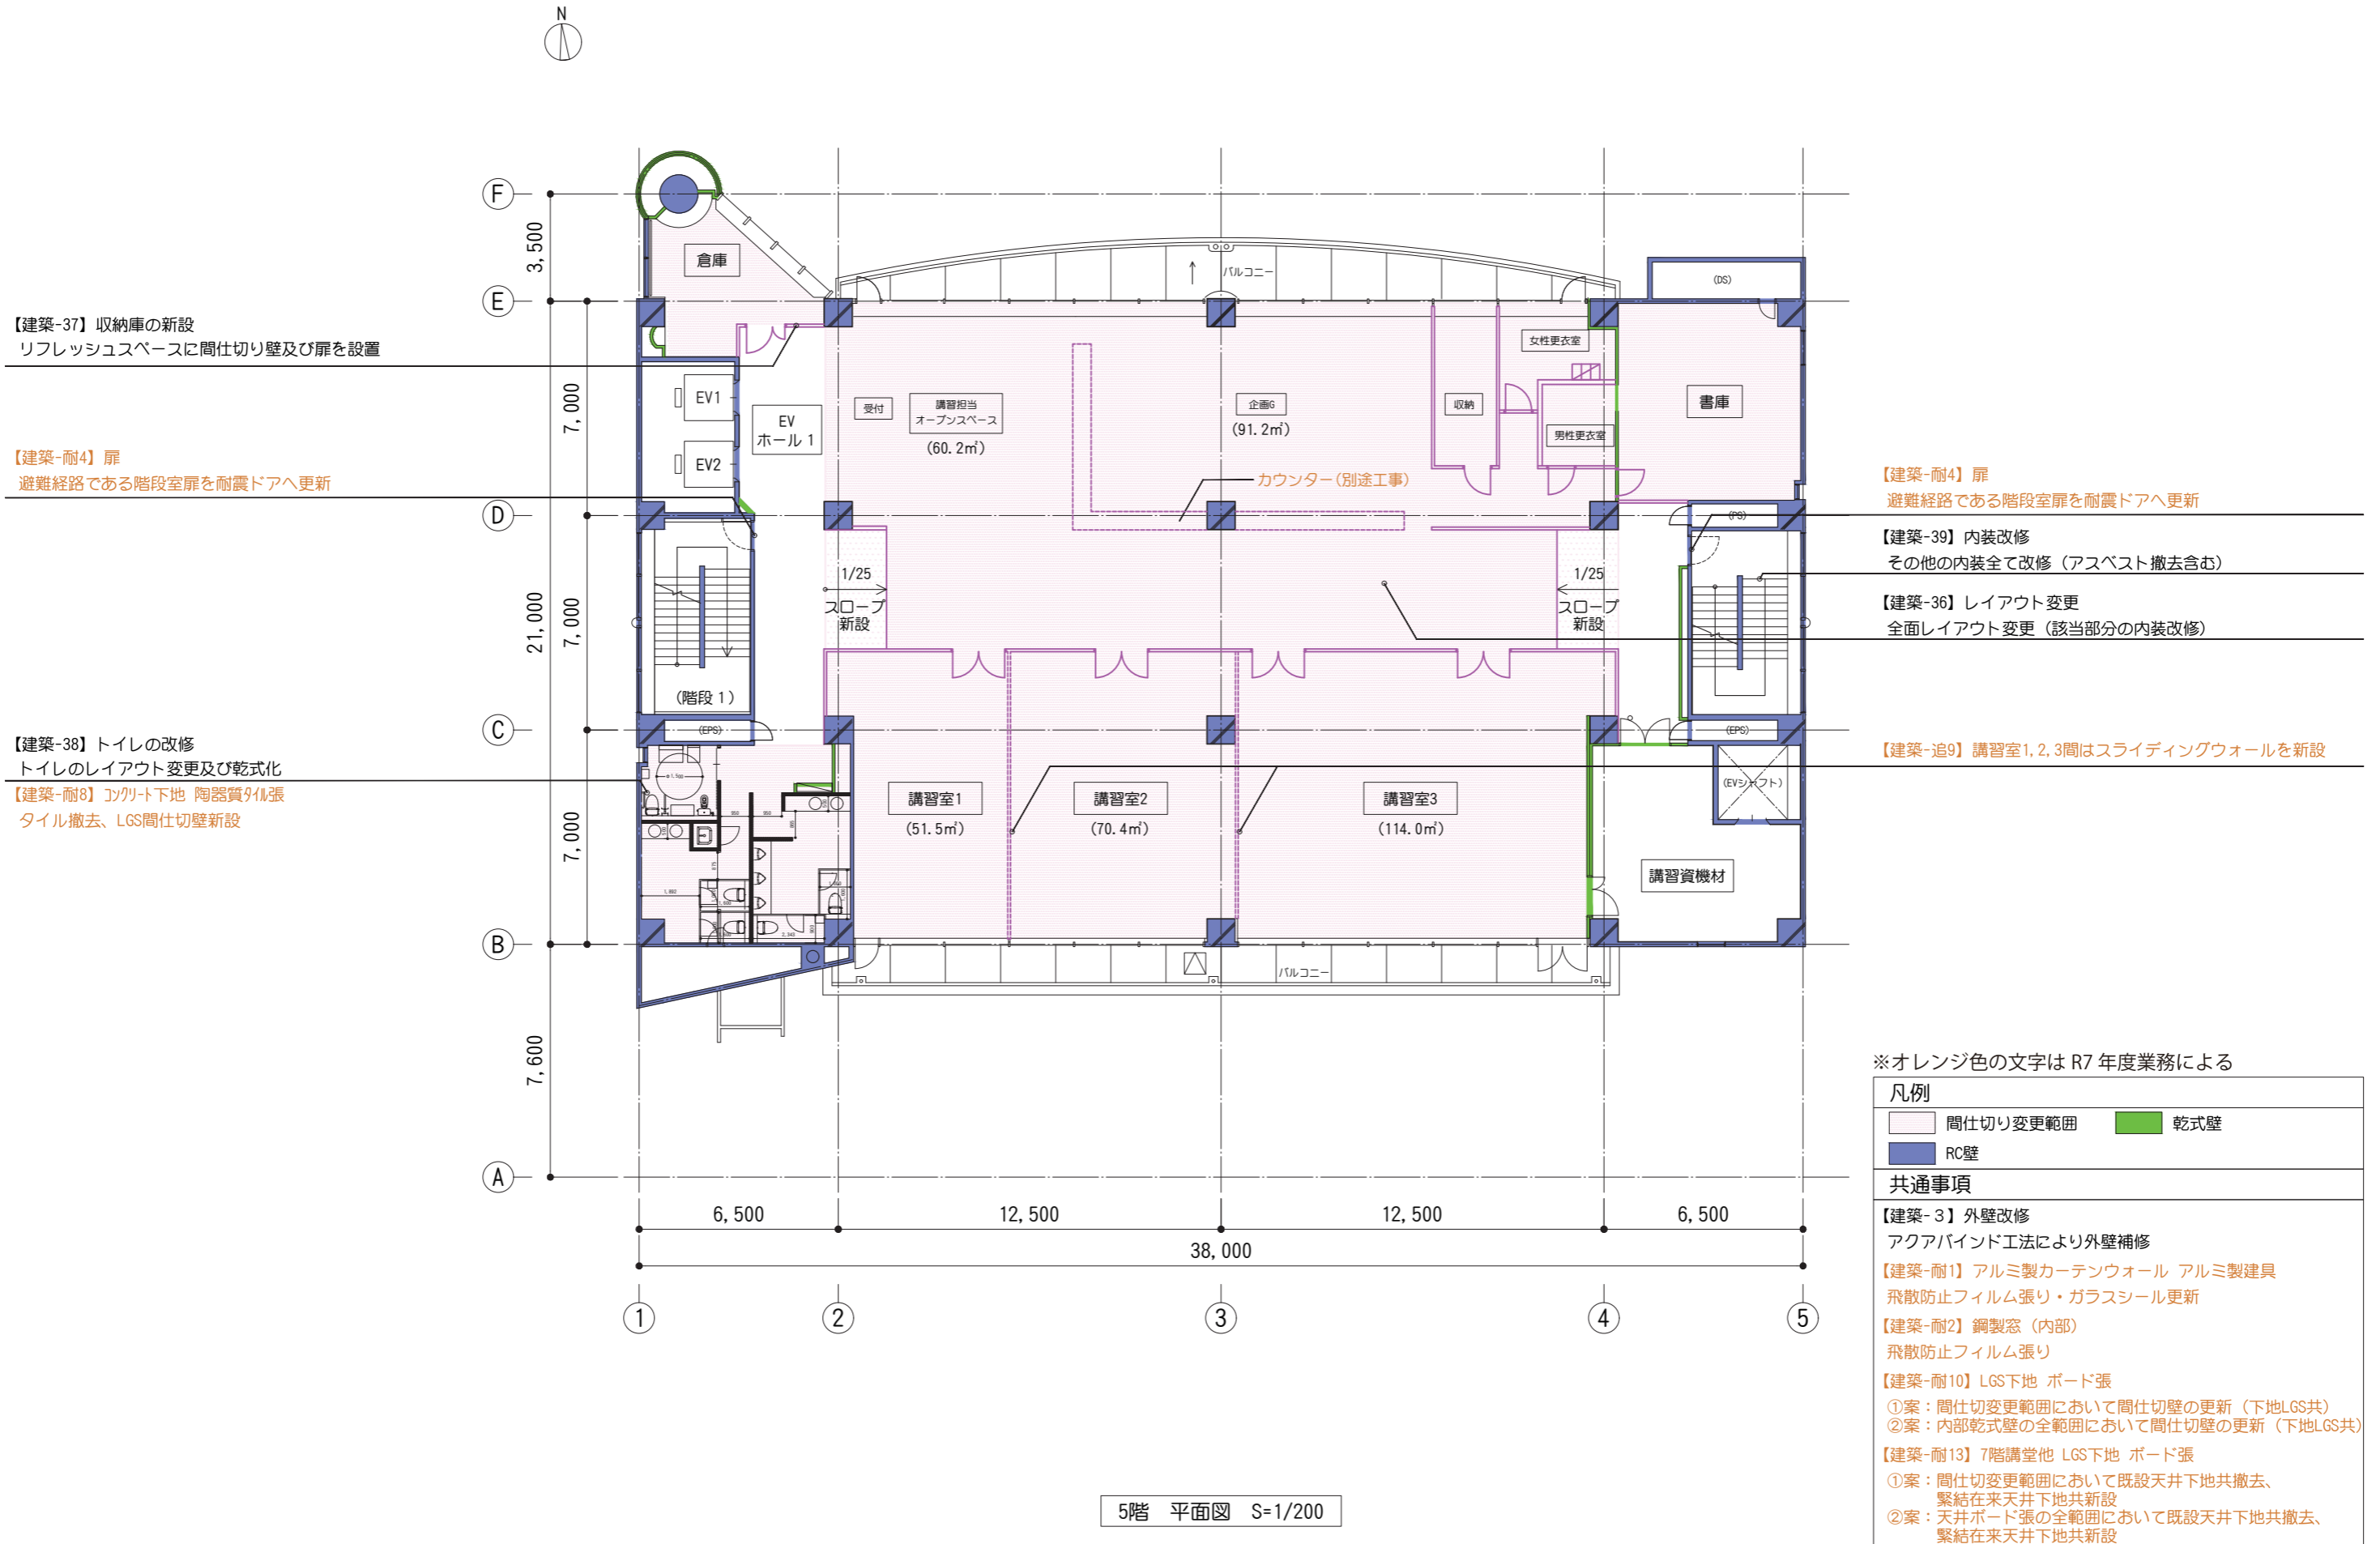 N
F
E
D
C
B
A
3,500
7,000
21,000
7,000
7,000
7,600
【建築-37】収納庫の新設
リフレッシュスペースに間仕切り壁及び扉を設置
【建築-耐4】扉
避難経路である階段室扉を耐震ドアへ更新
【建築-38】トイレの改修
トイレのレイアウト変更及び乾式化
【建築-耐8】コンクリート下地 陶器質タイル張
タイル撤去、LGS間仕切壁新設
倉庫
バルコニー
(DS)
EV1
EV2
EV
ホール1
受付
講習担当
オープンスペース
(60.2㎡)
企画G
(91.2㎡)
収納
女性更衣室
男性更衣室
書庫
カウンター(別途工事)
(PS)
1/25
スロープ
新設
1/25
スロープ
新設
(階段1)
(EPS)
(EPS)
(EVシャフト)
講習室1
(51.5㎡)
講習室2
(70.4㎡)
講習室3
(114.0㎡)
講習資機材
バルコニー
【建築-耐4】扉
避難経路である階段室扉を耐震ドアへ更新
【建築-39】内装改修
その他の内装全て改修（アスベスト撤去含む）
【建築-36】レイアウト変更
全面レイアウト変更（該当部分の内装改修）
【建築-追9】講習室1,2,3間はスライディングウォールを新設
6,500
12,500
12,500
6,500
38,000
1
2
3
4
5
5階 平面図 S=1/200
※オレンジ色の文字は R7 年度業務による
凡例
間仕切り変更範囲
乾式壁
RC壁
共通事項
【建築-３】外壁改修
アクアバインド工法により外壁補修
【建築-耐1】アルミ製カーテンウォール アルミ製建具
飛散防止フィルム張り・ガラスシール更新
【建築-耐2】鋼製窓（内部）
飛散防止フィルム張り
【建築-耐10】LGS下地 ボード張
①案：間仕切変更範囲において間仕切壁の更新（下地LGS共）
②案：内部乾式壁の全範囲において間仕切壁の更新（下地LGS共）
【建築-耐13】7階講堂他 LGS下地 ボード張
①案：間仕切変更範囲において既設天井下地共撤去、
緊結在来天井下地共新設
②案：天井ボード張の全範囲において既設天井下地共撤去、
緊結在来天井下地共新設